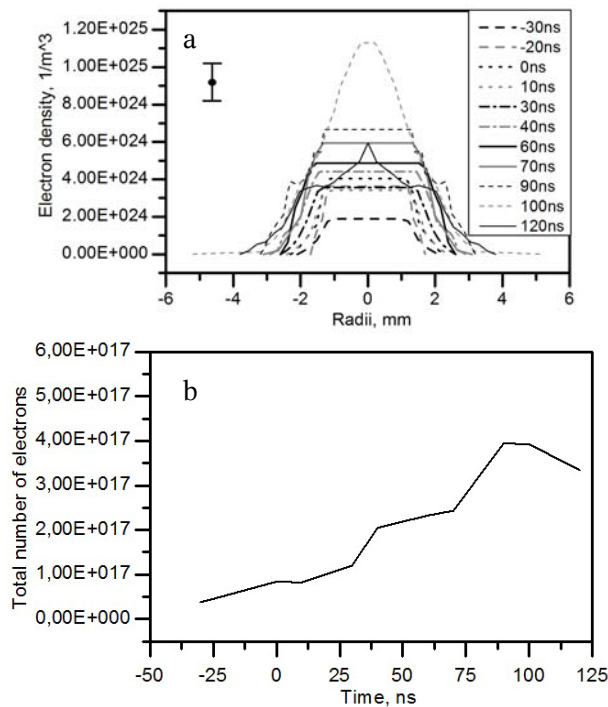 a
Electron density, 1/m^3
1.20E+025
1.00E+025
8.00E+024
6.00E+024
4.00E+024
2.00E+024
0.00E+000
-6
-4
-2
0
2
4
6
Radii, mm
-30ns
-20ns
0ns
10ns
30ns
40ns
60ns
70ns
90ns
100ns
120ns
b
Total number of electrons
6,00E+017
5,00E+017
4,00E+017
3,00E+017
2,00E+017
1,00E+017
0,00E+000
-50
-25
0
25
50
75
100
125
Time, ns